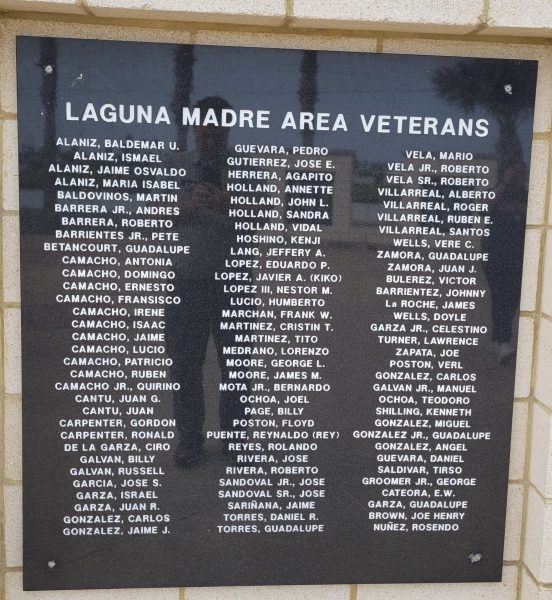 LAGUNA MADRE AREA VETERANS
ALANIZ, BALDEMAR U.
ALANIZ, ISMAEL
ALANIZ, JAIME OSVALDO
ALANIZ, MARIA ISABEL
BALDOVINOS, MARTIN
BARRERA JR., ANDRES
BARRERA, ROBERTO
BARRIENTES JR., PETE
BETANCOURT, GUADALUPE
CAMACHO, ANTONIA
CAMACHO, DOMINGO
CAMACHO, ERNESTO
CAMACHO, FRANSISCO
CAMACHO, IRENE
CAMACHO, ISAAC
CAMACHO, JAIME
CAMACHO, LUCIO
CAMACHO, PATRICIO
CAMACHO, RUBEN
CAMACHO JR., QUIRINO
CANTU, JUAN G.
CANTU, JUAN
CARPENTER, GORDON
CARPENTER, RONALD
DE LA GARZA, CIRO
GALVAN, BILLY
GALVAN, RUSSELL
GARCIA, JOSE S.
GARZA, ISRAEL
GARZA, JUAN R.
GONZALEZ, CARLOS
GONZALEZ, JAIME J.
GUEVARA, PEDRO
GUTIERREZ, JOSE E.
HERRERA, AGAPITO
HOLLAND, ANNETTE
HOLLAND, JOHN L.
HOLLAND, SANDRA
HOLLAND, VIDAL
HOSHINO, KENJI
LANG, JEFFERY A.
LOPEZ, EDUARDO P.
LOPEZ, JAVIER A. (KIKO)
LOPEZ III, NESTOR M.
LUCIO, HUMBERTO
MARCHAN, FRANK W.
MARTINEZ, CRISTIN T.
MARTINEZ, TITO
MEDRANO, LORENZO
MOORE, GEORGE L.
MOORE, JAMES M.
MOTA JR., BERNARDO
OCHOA, JOEL
PAGE, BILLY
POSTON, FLOYD
PUENTE, REYNALDO (REY)
REYES, ROLANDO
RIVERA, JOSE
RIVERA, ROBERTO
SANDOVAL JR., JOSE
SANDOVAL SR., JOSE
SARIÑANA, JAIME
TORRES, DANIEL R.
TORRES, GUADALUPE
VELA, MARIO
VELA JR., ROBERTO
VELA SR., ROBERTO
VILLARREAL, ALBERTO
VILLARREAL, ROGER
VILLARREAL, RUBEN E.
VILLARREAL, SANTOS
WELLS, VERE C.
ZAMORA, GUADALUPE
ZAMORA, JUAN J.
BULEREZ, VICTOR
BARRIENTEZ, JOHNNY
La ROCHE, JAMES
WELLS, DOYLE
GARZA JR., CELESTINO
TURNER, LAWRENCE
ZAPATA, JOE
POSTON, VERL
GONZALEZ, CARLOS
GALVAN JR., MANUEL
OCHOA, TEODORO
SHILLING, KENNETH
GONZALEZ, MIGUEL
GONZALEZ JR., GUADALUPE
GONZALEZ, ANGEL
GUEVARA, DANIEL
SALDIVAR, TIRSO
GROOMER JR., GEORGE
CATEORA, E.W.
GARZA, GUADALUPE
BROWN, JOE HENRY
NUÑEZ, ROSENDO